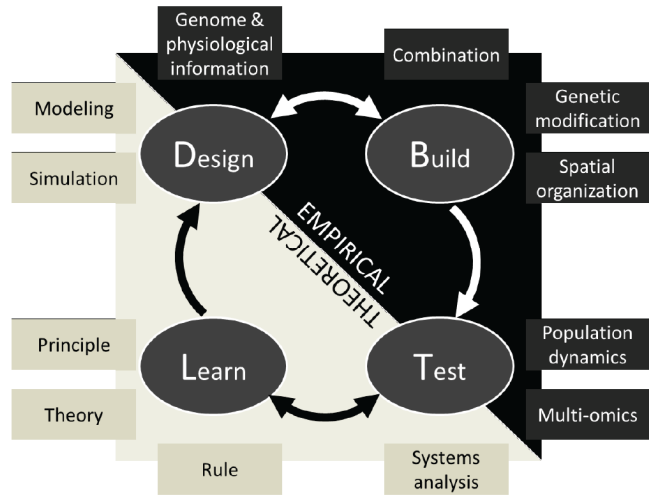 Genome &
physiological
information
Combination
Modeling
Genetic
modification
Design
Build
Simulation
Spatial
organization
EMPIRICAL
THEORETICAL
Principle
Population
dynamics
Learn
Test
Theory
Multi-omics
Rule
Systems
analysis